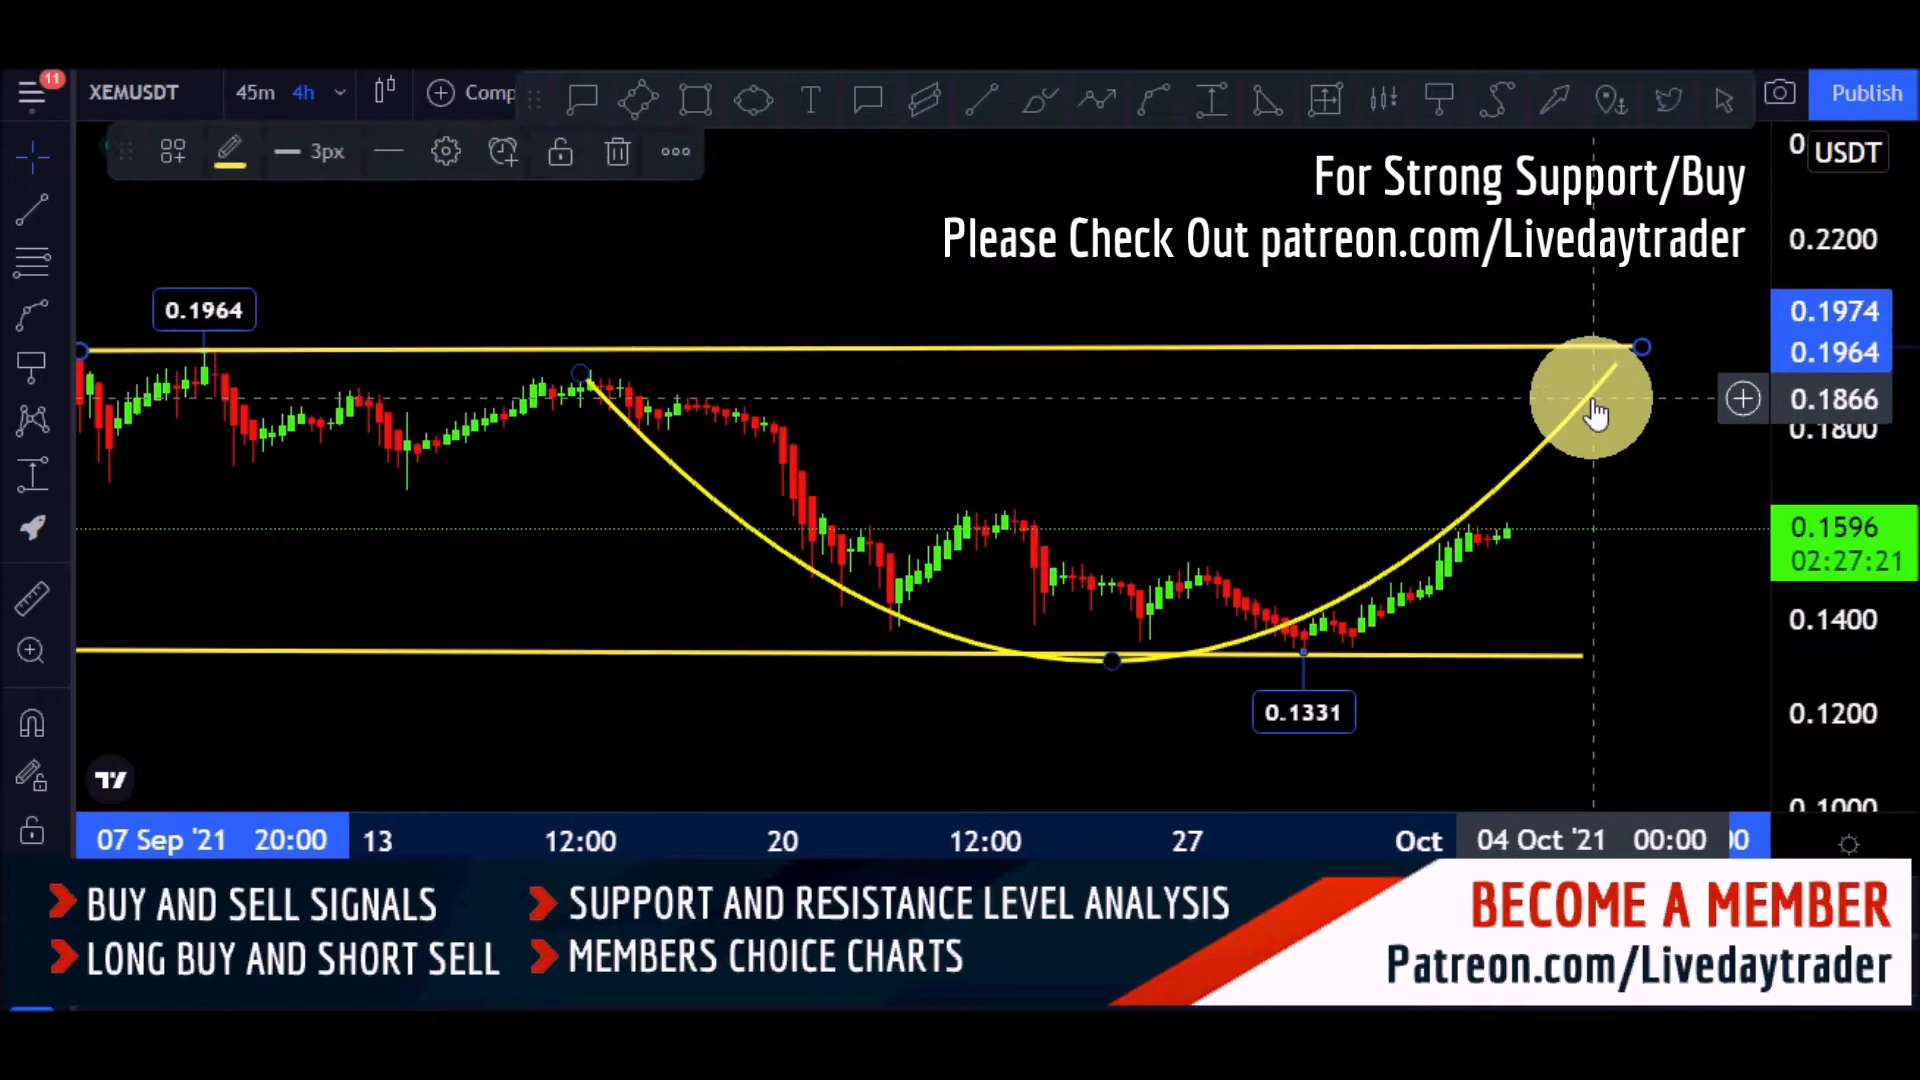 11
XEMUSDT 45m 4h Comp
T
Publish
3px
For Strong Support/Buy
Please Check Out patreon.com/Livedaytrader
0 USDT
0.2200
0.1974
0.1964
0.1964
0.1866
0.1800
0.1596
02:27:21
0.1400
0.1331
0.1200
0.1000
07 Sep '21 20:00 13 12:00 20 12:00 27 Oct 04 Oct '21 00:00
BUY AND SELL SIGNALS
LONG BUY AND SHORT SELL
SUPPORT AND RESISTANCE LEVEL ANALYSIS
MEMBERS CHOICE CHARTS
BECOME A MEMBER
Patreon.com/Livedaytrader